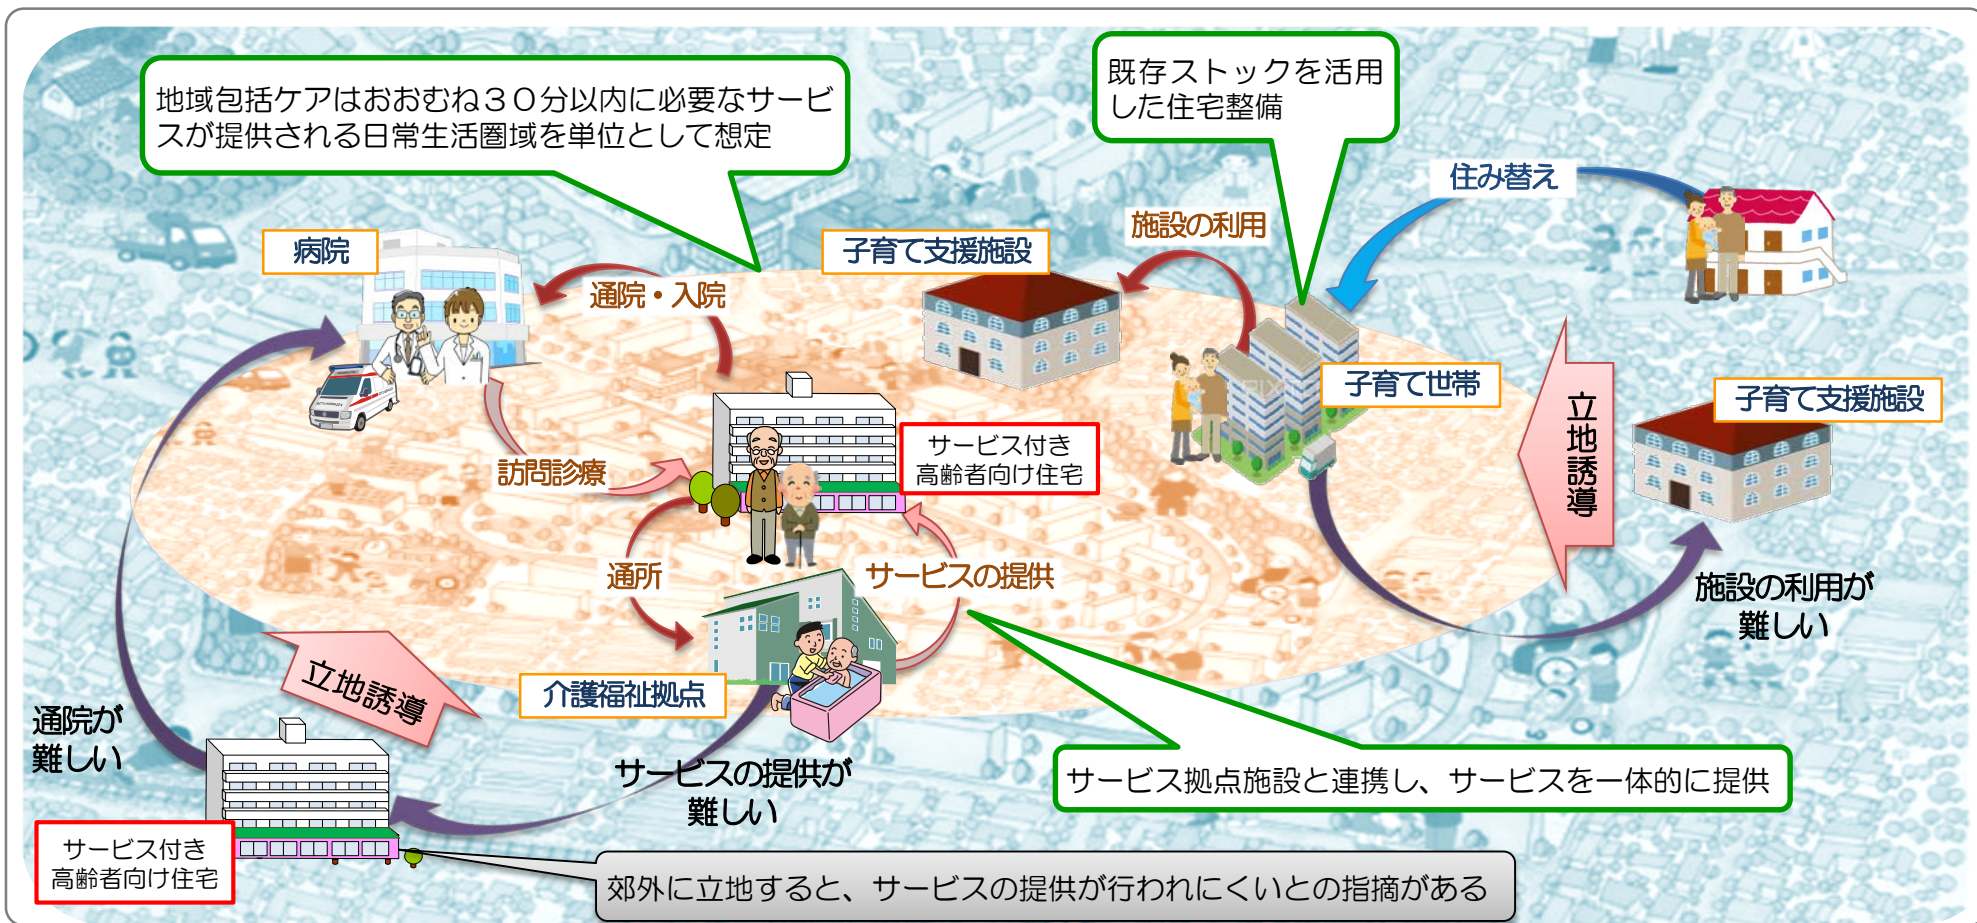 地域包括ケアはおおむね３０分以内に必要なサービ
スが提供される日常生活圏域を単位として想定
既存ストックを活用
した住宅整備
住み替え
施設の利用
病院
子育て支援施設
通院・入院
子育て世帯
子育て支援施設
立地誘導
サービス付き
高齢者向け住宅
訪問診療
通所
サービスの提供
施設の利用が
難しい
立地誘導
介護福祉拠点
通院が
難しい
サービスの提供が
難しい
サービス拠点施設と連携し、サービスを一体的に提供
サービス付き
高齢者向け住宅
郊外に立地すると、サービスの提供が行われにくいとの指摘がある